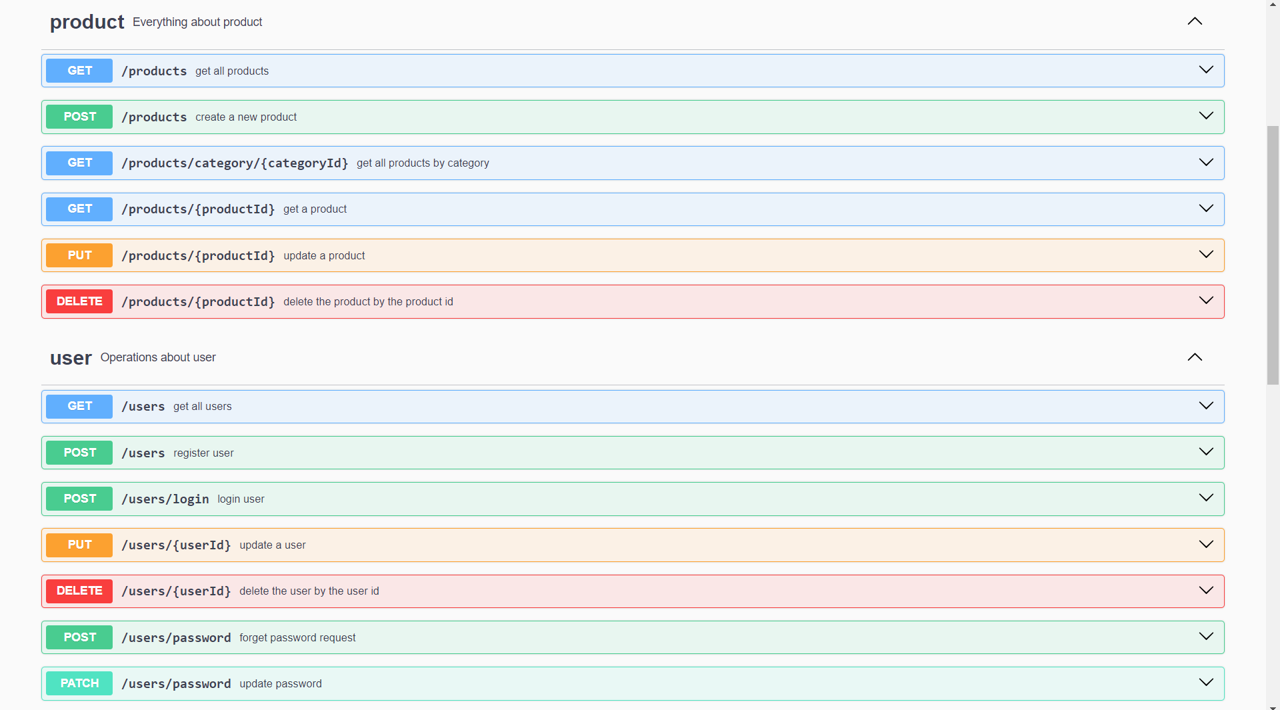 product Everything about product
GET /products get all products
POST /products create a new product
GET /products/category/{categoryId} get all products by category
GET /products/{productId} get a product
PUT /products/{productId} update a product
DELETE /products/{productId} delete the product by the product id
user Operations about user
GET /users get all users
POST /users register user
POST /users/login login user
PUT /users/{userId} update a user
DELETE /users/{userId} delete the user by the user id
POST /users/password forget password request
PATCH /users/password update password